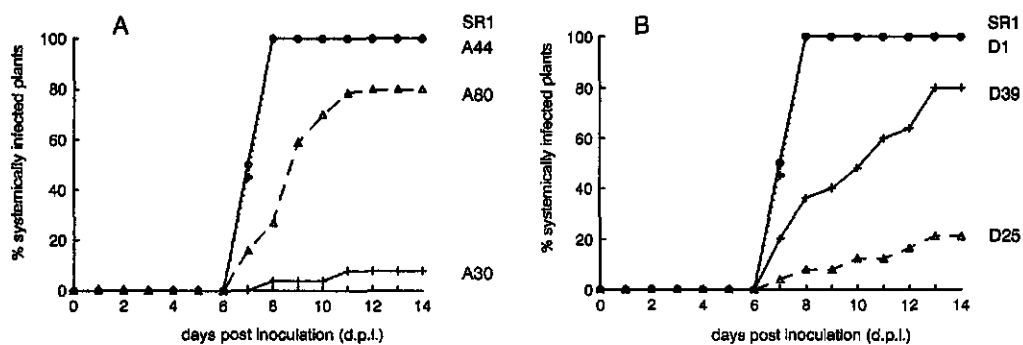 A
% systemically infected plants
100
80
60
40
20
0
0 2 4 6 8 10 12 14
days post inoculation (d.p.i.)
SR1
A44
A80
A30
B
% systemically infected plants
100
80
60
40
20
0
0 2 4 6 8 10 12 14
days post inoculation (d.p.i.)
SR1
D1
D39
D25